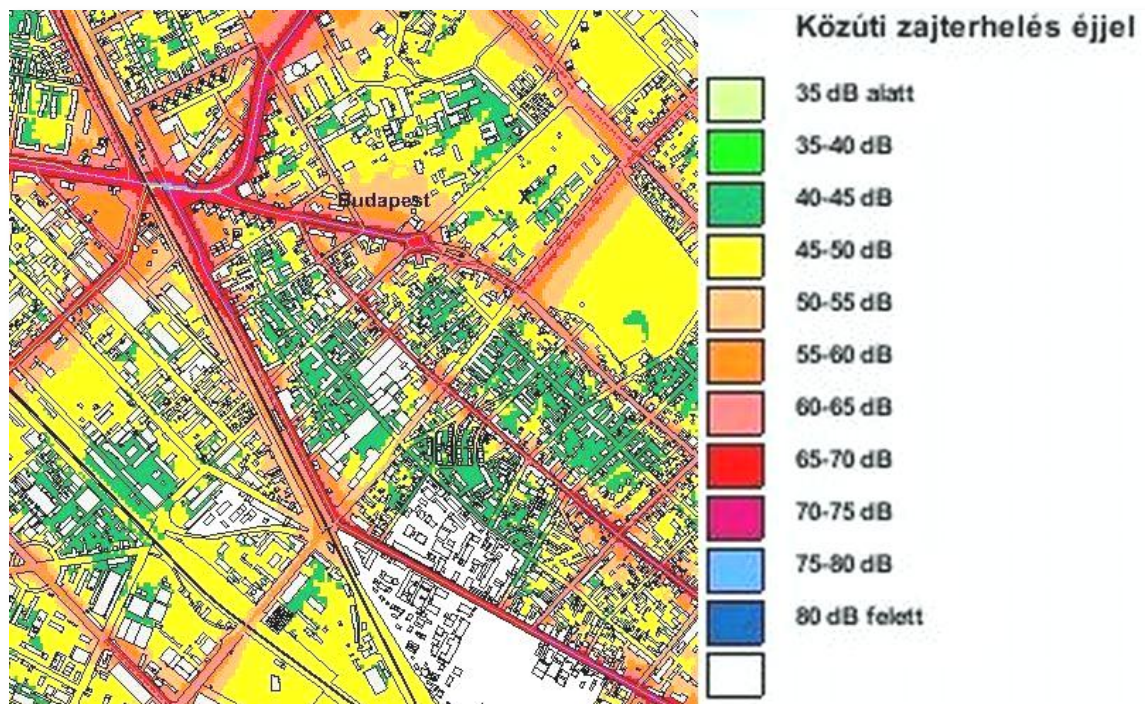 Közúti zajterhelés éjjel
35 dB alatt
35-40 dB
40-45 dB
45-50 dB
50-55 dB
55-60 dB
60-65 dB
65-70 dB
70-75 dB
75-80 dB
80 dB felett
Budapest
X